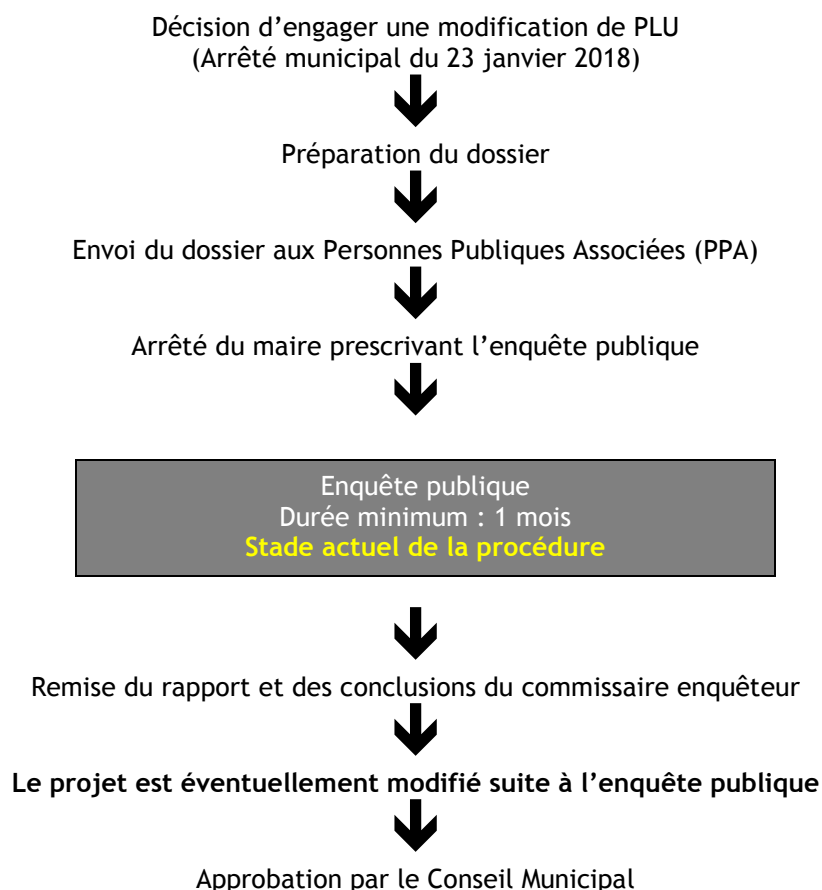 Décision d’engager une modification de PLU
(Arrêté municipal du 23 janvier 2018)
Préparation du dossier
Envoi du dossier aux Personnes Publiques Associées (PPA)
Arrêté du maire prescrivant l’enquête publique
Enquête publique
Durée minimum : 1 mois
Stade actuel de la procédure
Remise du rapport et des conclusions du commissaire enquêteur
Le projet est éventuellement modifié suite à l’enquête publique
Approbation par le Conseil Municipal